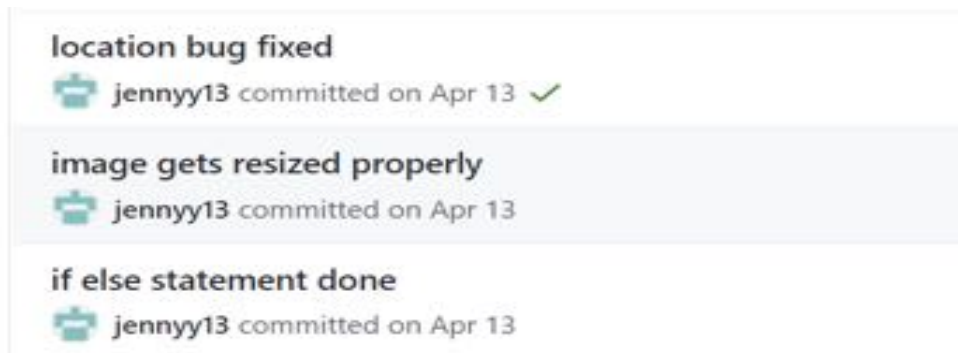 location bug fixed
jennyy13 committed on Apr 13
image gets resized properly
jennyy13 committed on Apr 13
if else statement done
jennyy13 committed on Apr 13